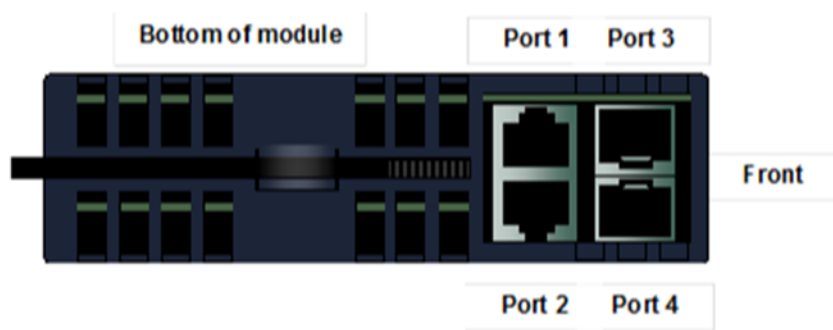 Bottom of module
Port 1 Port 3
Front
Port 2 Port 4